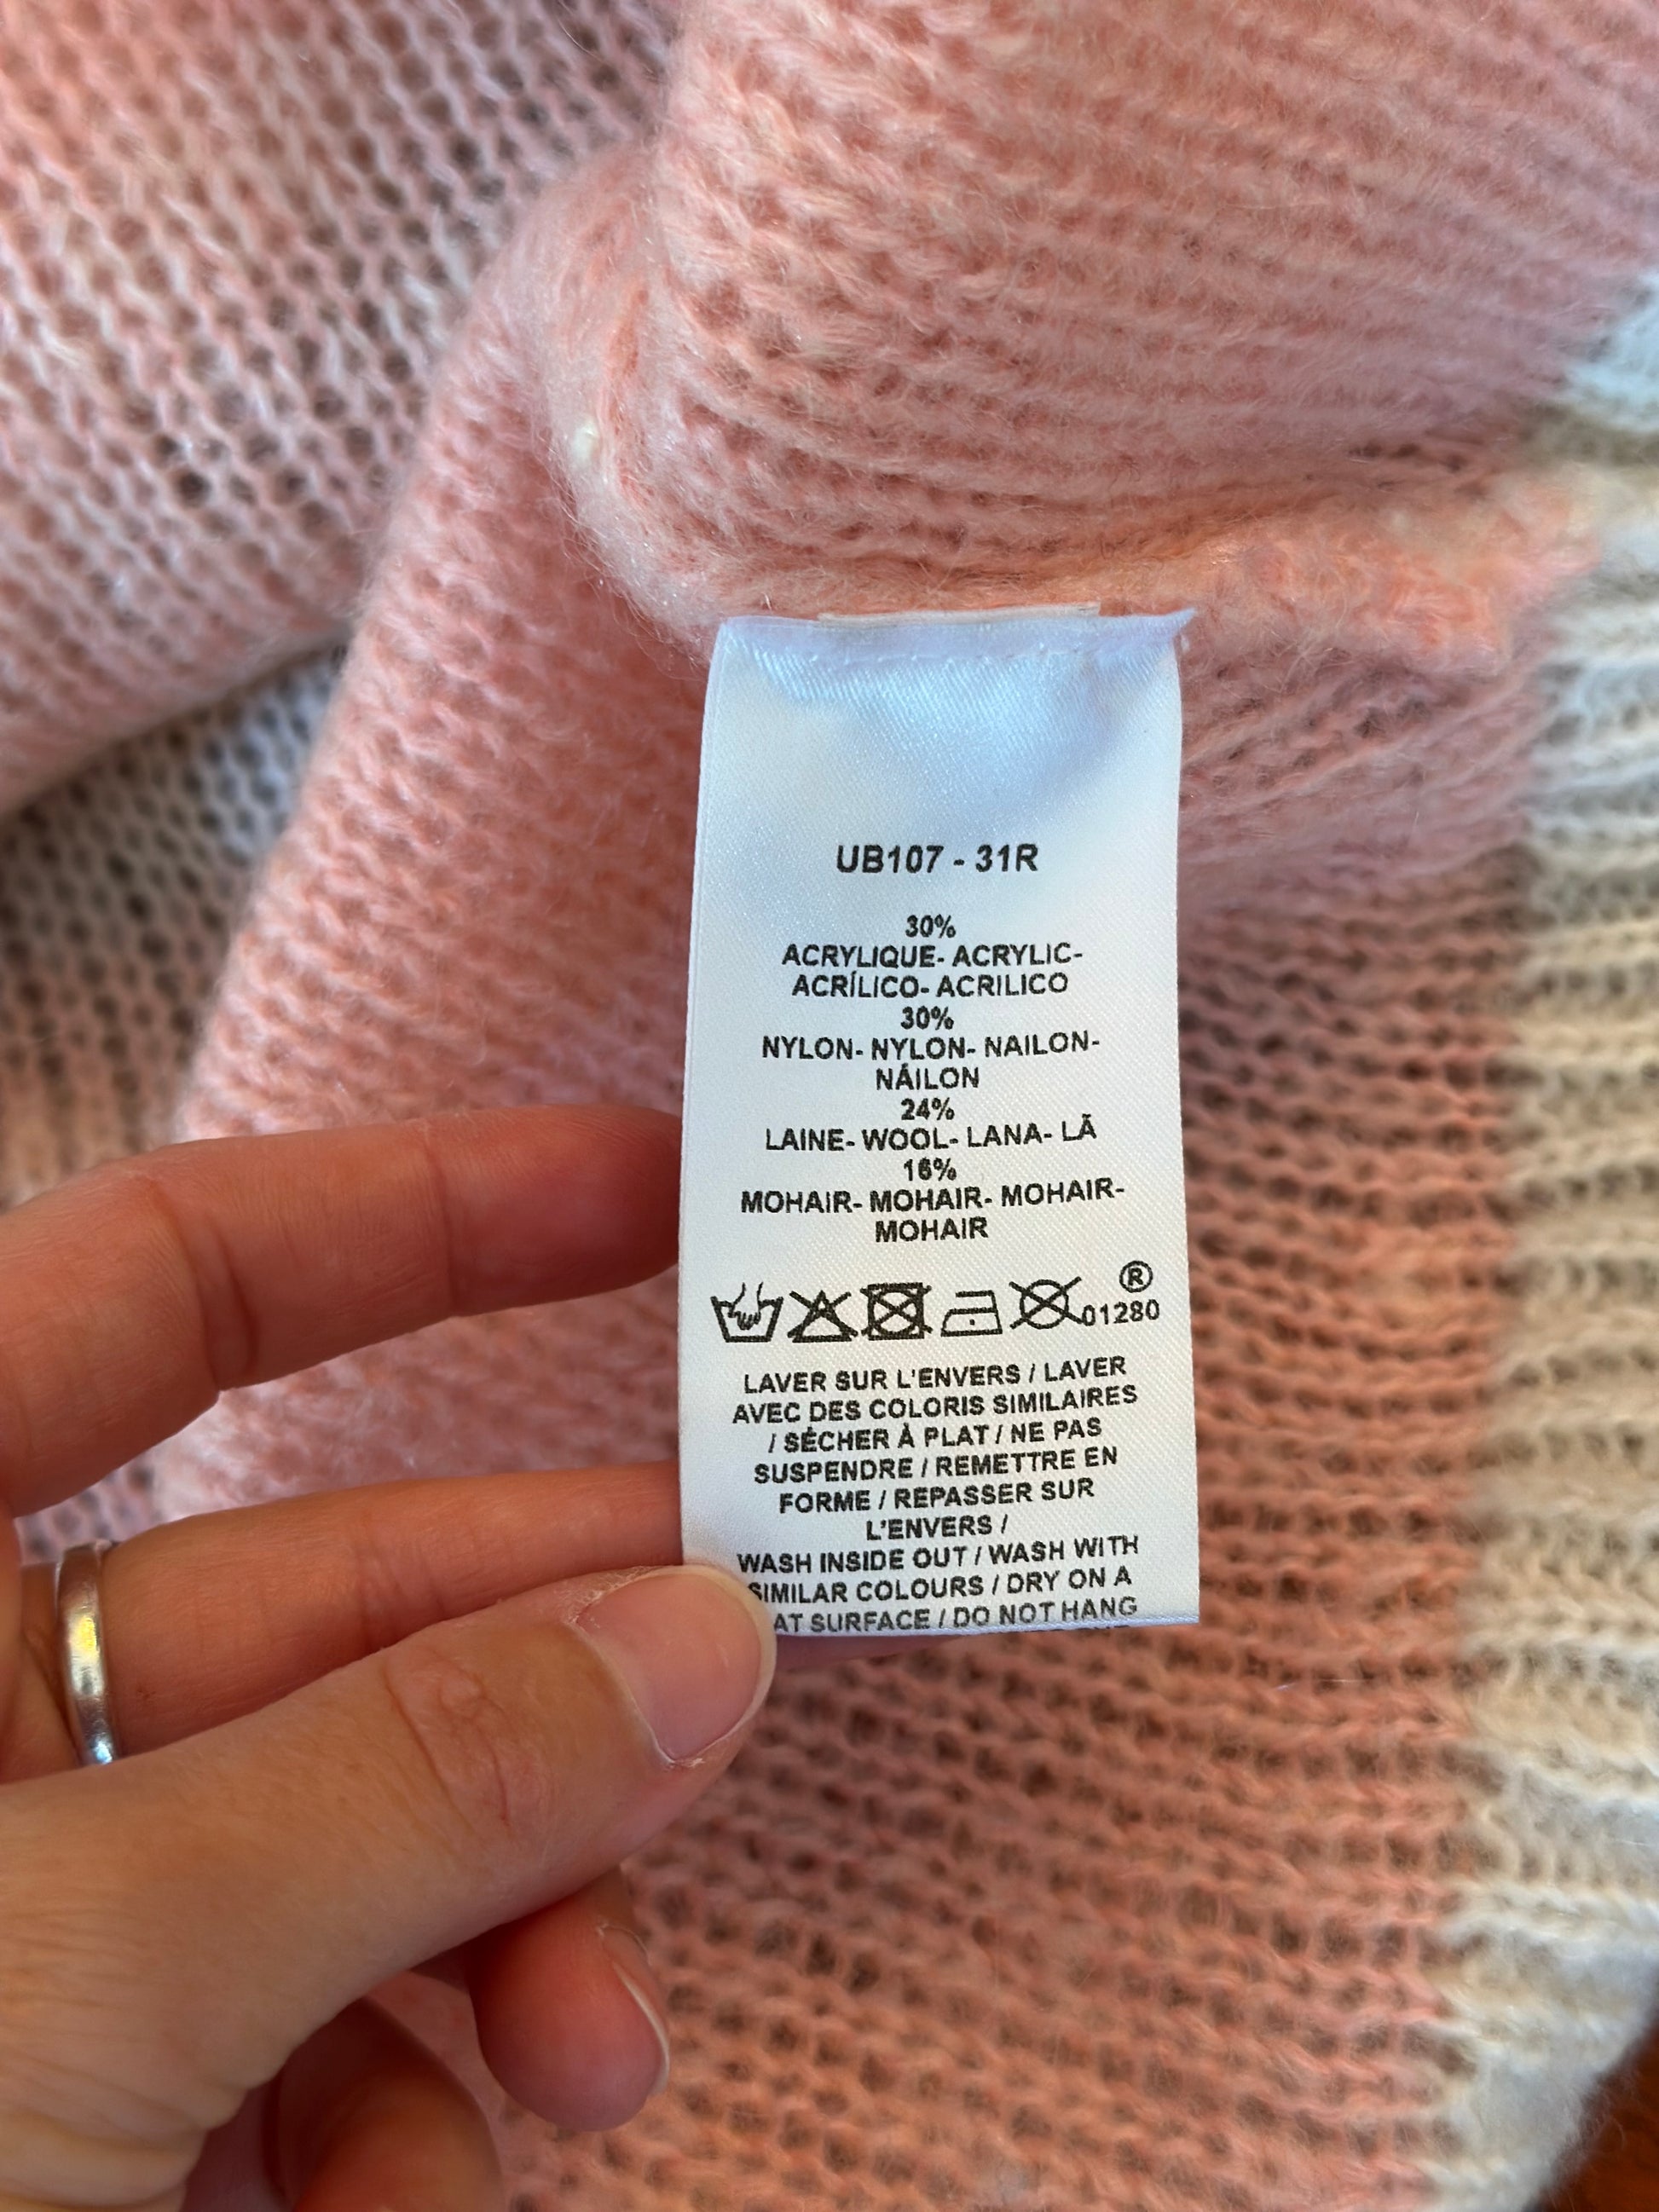 UB107 - 31R
30%
ACRYLIQUE- ACRYLIC-
ACRÍLICO- ACRILICO
30%
NYLON- NYLON- NAILON-
NÁILON
24%
LAINE- WOOL- LANA- LÃ
16%
MOHAIR- MOHAIR- MOHAIR-
MOHAIR
®
01280
LAVER SUR L'ENVERS / LAVER
AVEC DES COLORIS SIMILAIRES
/ SÉCHER À PLAT / NE PAS
SUSPENDRE / REMETTRE EN
FORME / REPASSER SUR
L'ENVERS /
WASH INSIDE OUT / WASH WITH
SIMILAR COLOURS / DRY ON A
AT SURFACE / DO NOT HANG